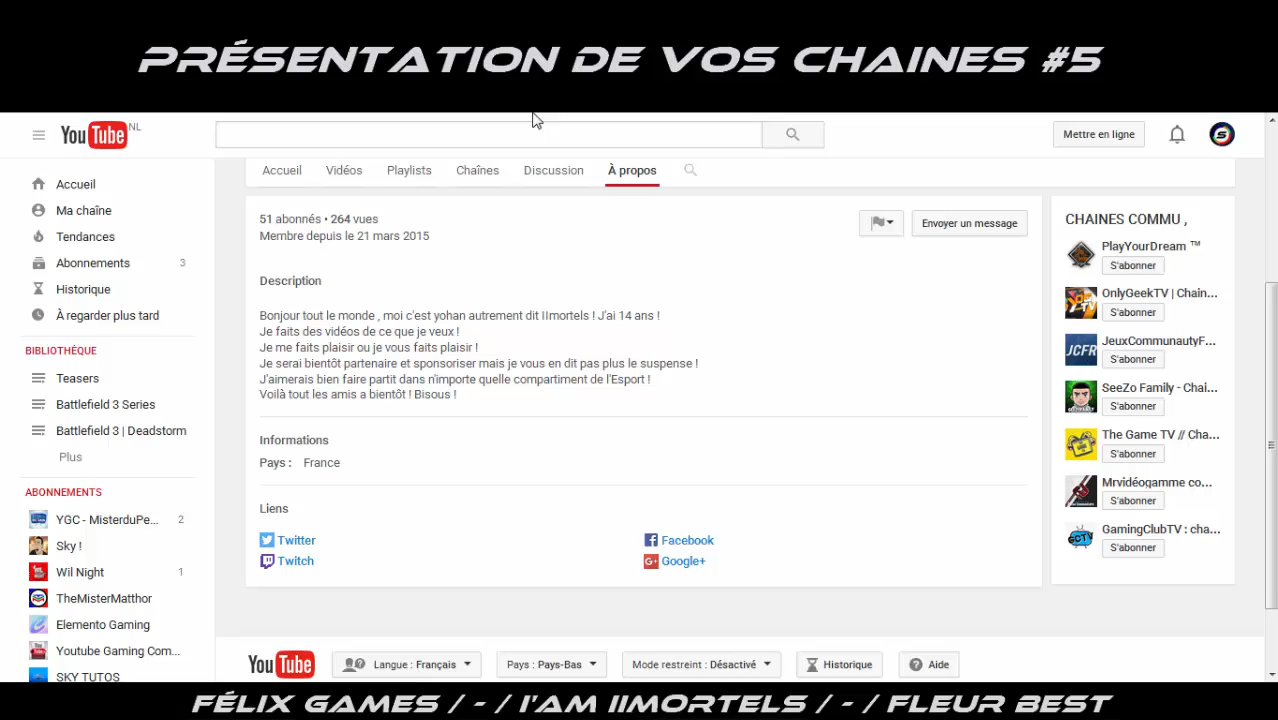 PRÉSENTATION DE VOS CHAINES #5
YouTube NL
Mettre en ligne
Accueil
Vidéos
Playlists
Chaînes
Discussion
À propos
Accueil
Ma chaîne
Tendances
Abonnements 3
Historique
À regarder plus tard
BIBLIOTHÈQUE
Teasers
Battlefield 3 Series
Battlefield 3 | Deadstorm
Plus
ABONNEMENTS
YGC - MisterduPe... 2
Sky !
Wil Night 1
TheMisterMatthor
Elemento Gaming
Youtube Gaming Com...
SKY TUTOS
51 abonnés • 264 vues
Membre depuis le 21 mars 2015
Envoyer un message
Description
Bonjour tout le monde , moi c'est yohan autrement dit IImortels ! J'ai 14 ans !
Je faits des vidéos de ce que je veux !
Je me faits plaisir ou je vous faits plaisir !
Je serai bientôt partenaire et sponsoriser mais je vous en dit pas plus le suspense !
J'aimerais bien faire partit dans n'importe quelle compartiment de l'Esport !
Voilà tout les amis a bientôt ! Bisous !
Informations
Pays : France
Liens
Twitter
Facebook
Twitch
Google+
CHAINES COMMU ,
PlayYourDream ™
S'abonner
OnlyGeekTV | Chain...
S'abonner
JeuxCommunautyF...
S'abonner
JCFR
SeeZo Family - Chai...
S'abonner
The Game TV // Cha...
S'abonner
Mrvidéogamme co...
S'abonner
GamingClubTV : cha...
S'abonner
GCTV
YouTube
Langue : Français
Pays : Pays-Bas
Mode restreint : Désactivé
Historique
Aide
FÉLIX GAMES / - / I'AM IIMORTELS / - / FLEUR BEST